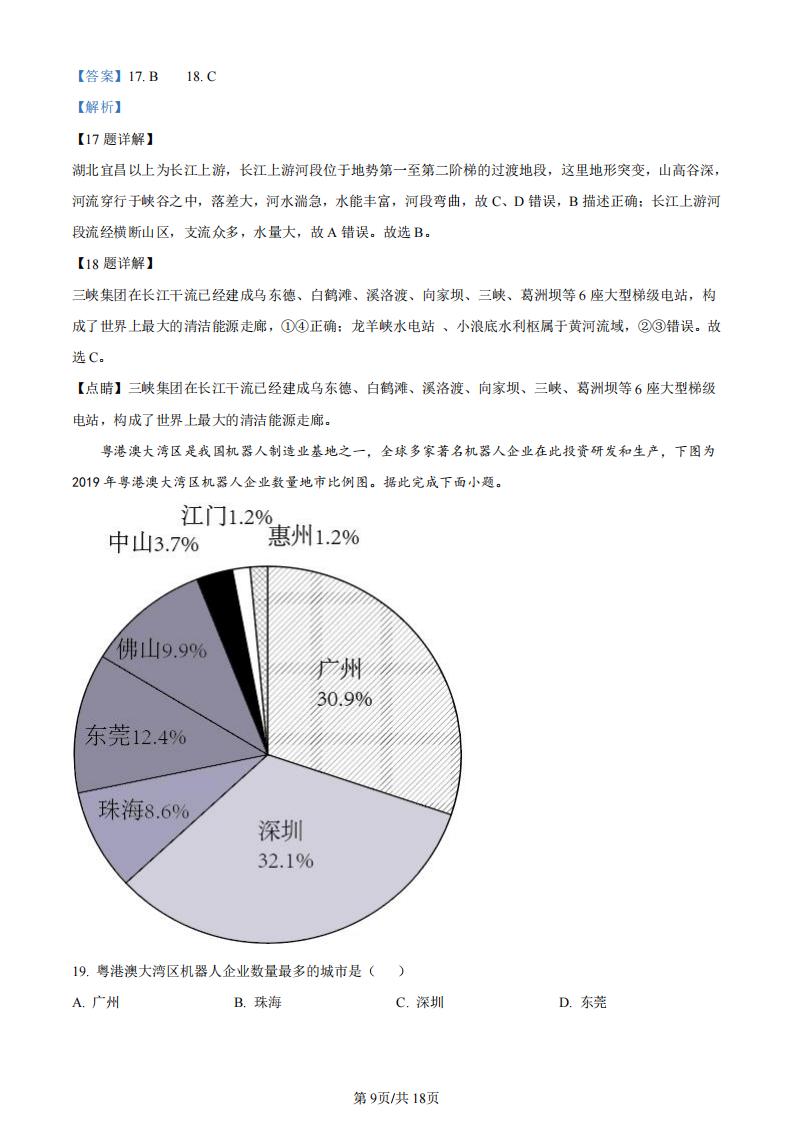 【答案】17. B 18. C
【解析】
【17 题详解】
湖北宜昌以上为长江上游，长江上游河段位于地势第一至第二阶梯的过渡地段，这里地形突变，山高谷深，
河流穿行于峡谷之中，落差大，河水湍急，水能丰富，河段弯曲，故 C、D 错误，B 描述正确；长江上游河
段流经横断山区，支流众多，水量大，故 A 错误。故选 B。
【18 题详解】
三峡集团在长江干流已经建成乌东德、白鹤滩、溪洛渡、向家坝、三峡、葛洲坝等 6 座大型梯级电站，构
成了世界上最大的清洁能源走廊，①④正确；龙羊峡水电站 、小浪底水利枢属于黄河流域，②③错误。故
选 C。
【点睛】三峡集团在长江干流已经建成乌东德、白鹤滩、溪洛渡、向家坝、三峡、葛洲坝等 6 座大型梯级
电站，构成了世界上最大的清洁能源走廊。
粤港澳大湾区是我国机器人制造业基地之一，全球多家著名机器人企业在此投资研发和生产，下图为
2019 年粤港澳大湾区机器人企业数量地市比例图。据此完成下面小题。
江门1.2%
惠州1.2%
中山3.7%
佛山9.9%
广州
30.9%
东莞12.4%
珠海8.6%
深圳
32.1%
19. 粤港澳大湾区机器人企业数量最多的城市是（ ）
A. 广州 B. 珠海 C. 深圳 D. 东莞
第 9页/共 18页